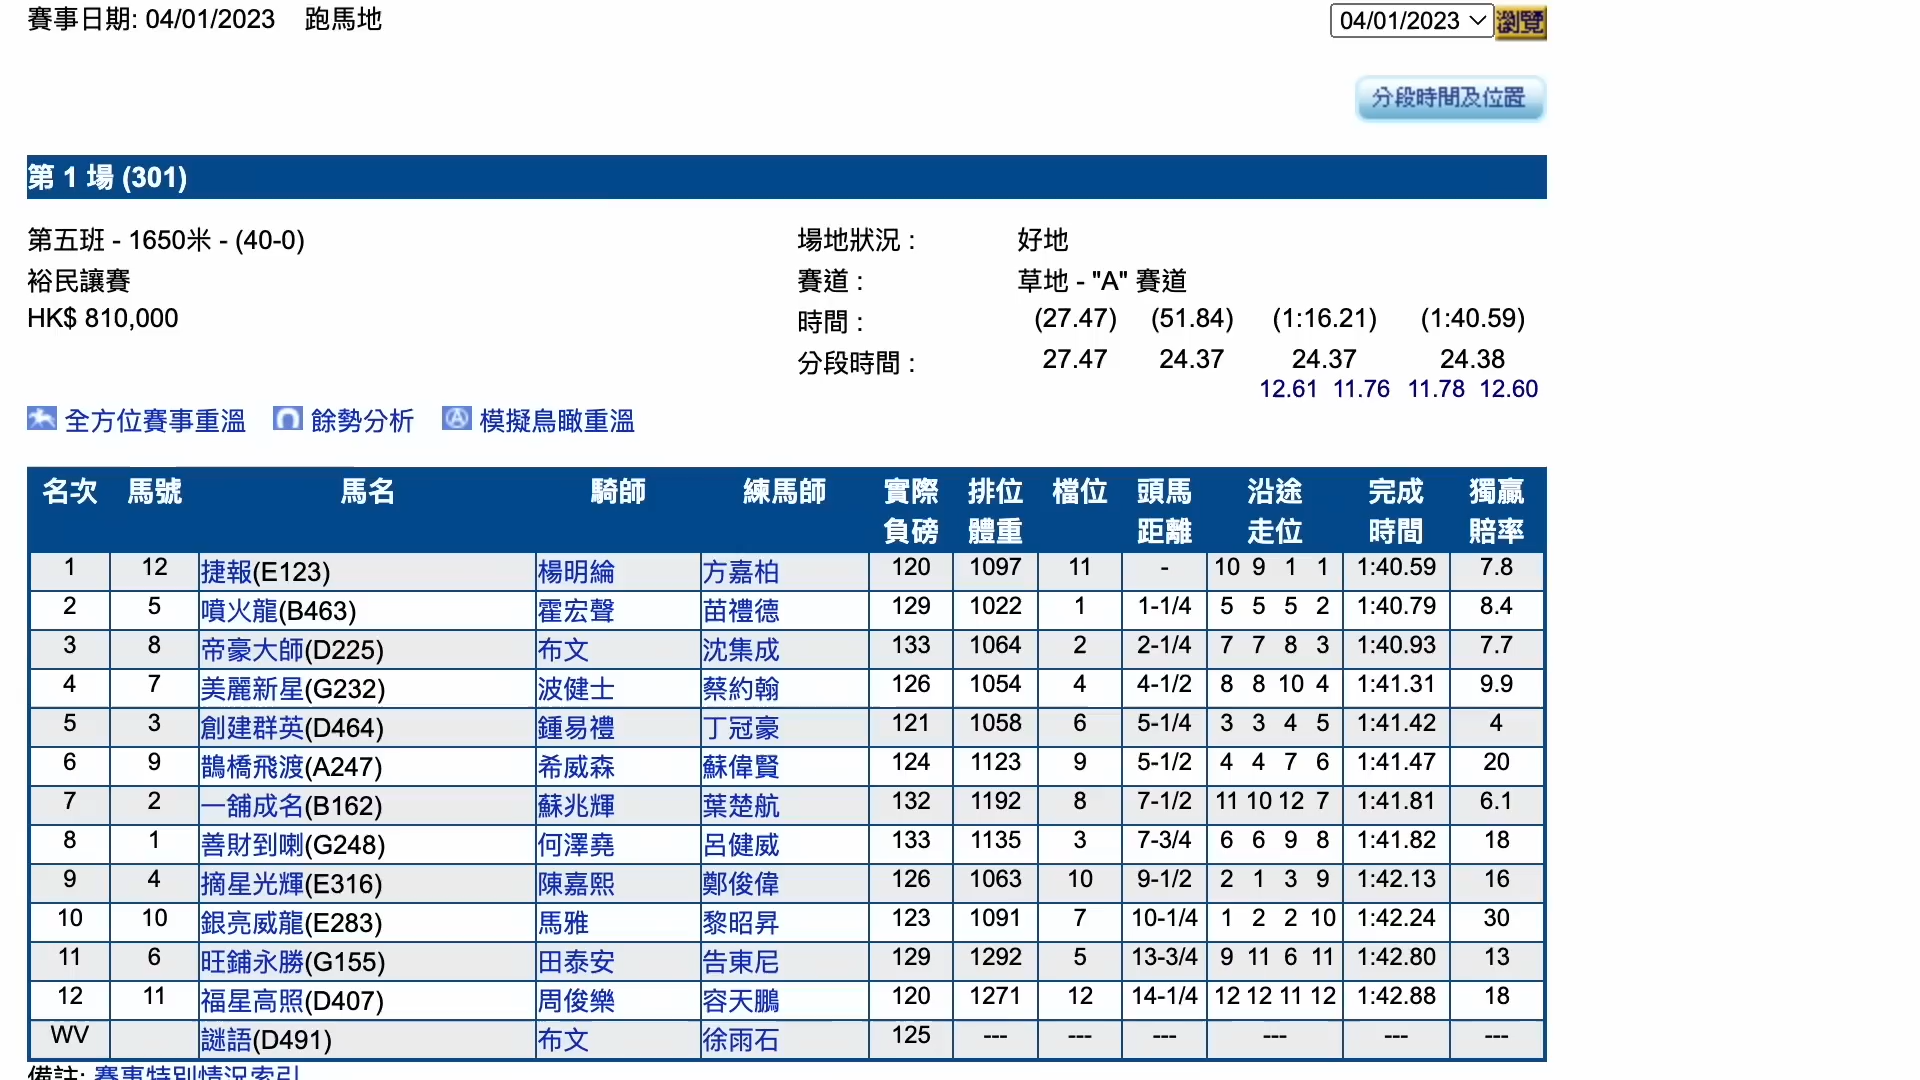 賽事日期: 04/01/2023 跑馬地
04/01/2023 瀏覽
分段時間及位置
第 1 場 (301)
第五班 - 1650米 - (40-0) 場地狀況 : 好地
裕民讓賽 賽道 : 草地 - "A" 賽道
HK$ 810,000 時間 : (27.47) (51.84) (1:16.21) (1:40.59)
分段時間 : 27.47 24.37 24.37 24.38
12.61 11.76 11.78 12.60
全方位賽事重溫 餘勢分析 模擬鳥瞰重溫
名次 馬號 馬名 騎師 練馬師 實際負磅 排位體重 檔位 頭馬距離 沿途走位 完成時間 獨贏賠率
1 12 捷報(E123) 楊明綸 方嘉柏 120 1097 11 - 10 9 1 1 1:40.59 7.8
2 5 噴火龍(B463) 霍宏聲 苗禮德 129 1022 1 1-1/4 5 5 5 2 1:40.79 8.4
3 8 帝豪大師(D225) 布文 沈集成 133 1064 2 2-1/4 7 7 8 3 1:40.93 7.7
4 7 美麗新星(G232) 波健士 蔡約翰 126 1054 4 4-1/2 8 8 10 4 1:41.31 9.9
5 3 創建群英(D464) 鍾易禮 丁冠豪 121 1058 6 5-1/4 3 3 4 5 1:41.42 4
6 9 鵲橋飛渡(A247) 希威森 蘇偉賢 124 1123 9 5-1/2 4 4 7 6 1:41.47 20
7 2 一舖成名(B162) 蘇兆輝 葉楚航 132 1192 8 7-1/2 11 10 12 7 1:41.81 6.1
8 1 善財到喇(G248) 何澤堯 呂健威 133 1135 3 7-3/4 6 6 9 8 1:41.82 18
9 4 摘星光輝(E316) 陳嘉熙 鄭俊偉 126 1063 10 9-1/2 2 1 3 9 1:42.13 16
10 10 銀亮威龍(E283) 馬雅 黎昭昇 123 1091 7 10-1/4 1 2 2 10 1:42.24 30
11 6 旺鋪永勝(G155) 田泰安 告東尼 129 1292 5 13-3/4 9 11 6 11 1:42.80 13
12 11 福星高照(D407) 周俊樂 容天鵬 120 1271 12 14-1/4 12 12 11 12 1:42.88 18
WV 謎語(D491) 布文 徐雨石 125 --- --- --- --- --- ---
備註: 賽事特別情況索引